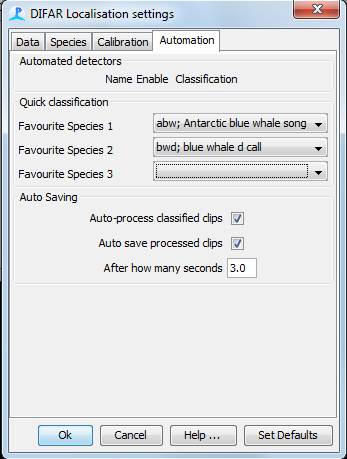 DIFAR Localisation settings
Data Species Calibration Automation
Automated detectors
Name Enable Classification
Quick classification
Favourite Species 1 abw; Antarctic blue whale song
Favourite Species 2 bwd; blue whale d call
Favourite Species 3
Auto Saving
Auto-process classified clips
Auto save processed clips
After how many seconds 3.0
Ok Cancel Help ... Set Defaults